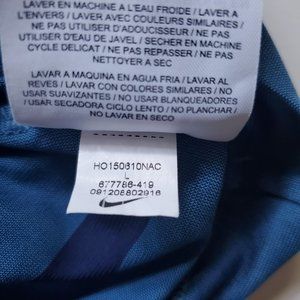 LAVER EN MACHINE A L'EAU FROIDE / LAVER A
L'ENVERS / LAVER AVEC COULEURS SIMILAIRES /
NE PAS UTILISER D'ADOUCISSEUR / NE PAS
UTILISER D'EAU DE JAVEL / SECHER EN MACHINE
CYCLE DELICAT / NE PAS REPASSER / NE PAS
NETTOYER A SEC
LAVAR A MAQUINA EN AGUA FRIA / LAVAR AL
REVES / LAVAR CON COLORES SIMILARES / NO
USAR SUAVIZANTES / NO USAR BLANQUEADORES
/ USAR SECADORA CICLO LENTO / NO PLANCHAR /
NO LAVAR EN SECO
HO150610NAC
L
677786-419
091208802916